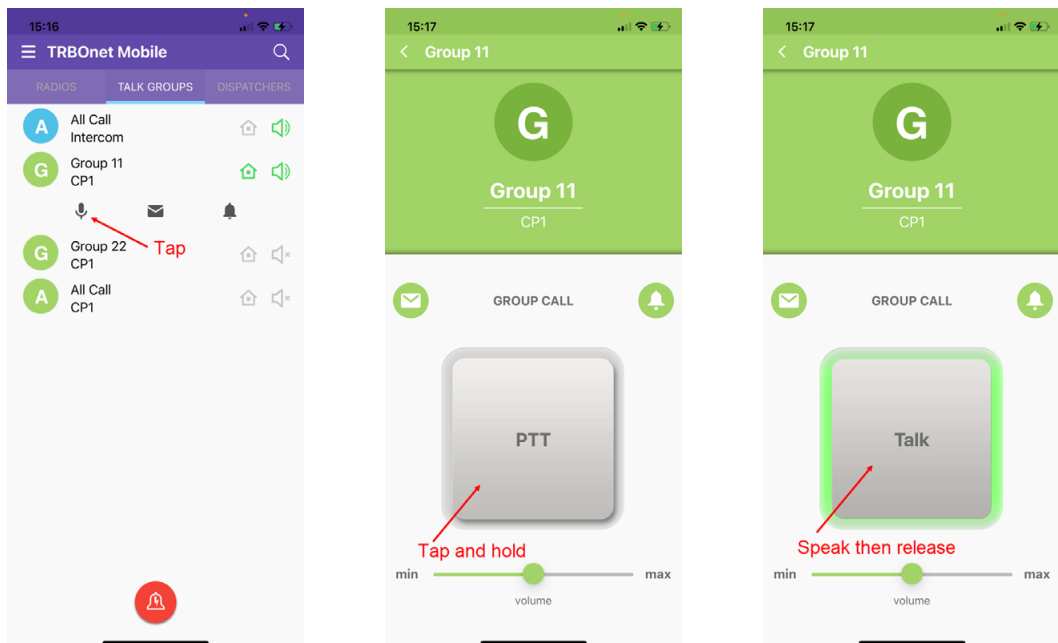 15:16
TRBOnet Mobile
RADIOS TALK GROUPS DISPATCHERS
A All Call
Intercom
G Group 11
CP1
Tap
G Group 22
CP1
A All Call
CP1
15:17
Group 11
G
Group 11
CP1
GROUP CALL
PTT
Tap and hold
min max
volume
15:17
Group 11
G
Group 11
CP1
GROUP CALL
Talk
Speak then release
min max
volume